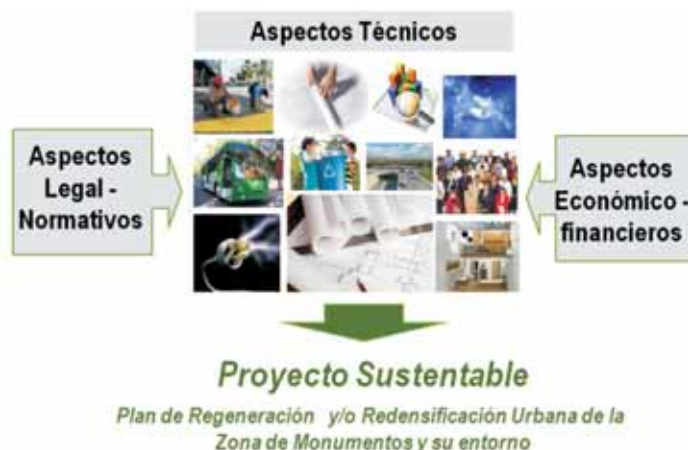 Aspectos Técnicos
Aspectos
Legal -
Normativos
Aspectos
Económico -
financieros
Proyecto Sustentable
Plan de Regeneración y/o Redensificación Urbana de la
Zona de Monumentos y su entorno